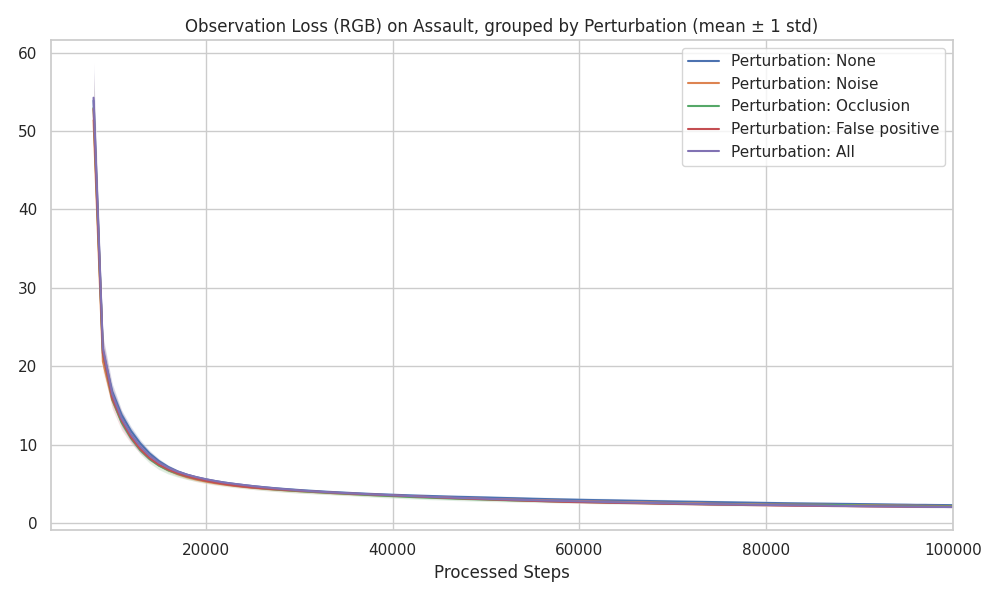 Observation Loss (RGB) on Assault, grouped by Perturbation (mean ± 1 std)
60
50
40
30
20
10
0
Perturbation: None
Perturbation: Noise
Perturbation: Occlusion
Perturbation: False positive
Perturbation: All
20000 40000 60000 80000 100000
Processed Steps